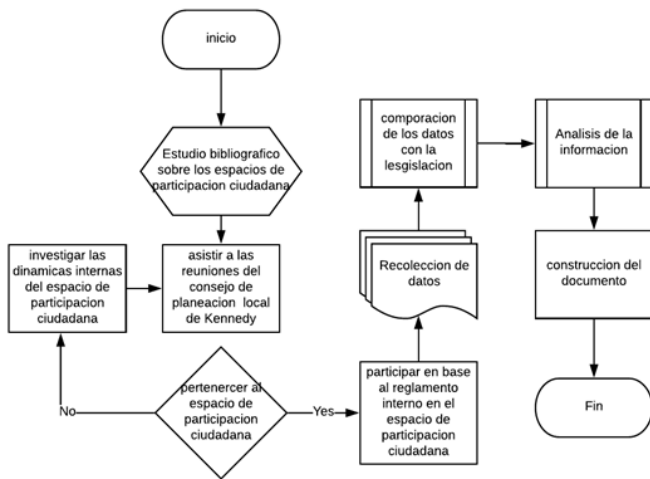 inicio
Estudio bibliografico
sobre los espacios de
participacion ciudadana
investigar las
dinamicas internas
del espacio de
participacion
ciudadana
asistir a las
reuniones del
consejo de
planeacion local
de Kennedy
pertenercer al
espacio de
participacion
ciudadana
No
Yes
participar en base
al reglamento
interno en el
espacio de
participacion
ciudadana
Recoleccion de
datos
comporacion
de los datos
con la
lesgislacion
Analisis de la
informacion
construccion del
documento
Fin